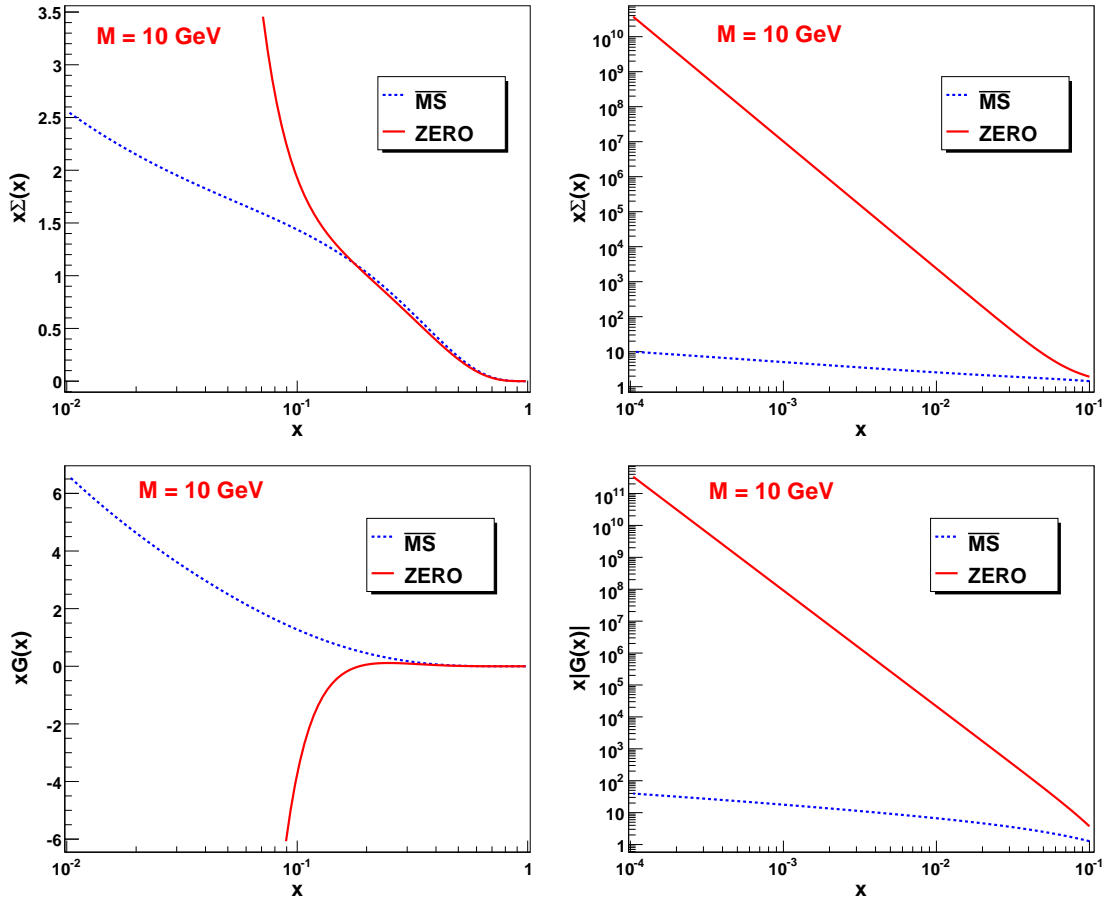 M = 10 GeV
MS
ZERO
xΣ(x)
3.5
3
2.5
2
1.5
1
0.5
0
10⁻²
10⁻¹
1
x
M = 10 GeV
MS
ZERO
xΣ(x)
10¹⁰
10⁹
10⁸
10⁷
10⁶
10⁵
10⁴
10³
10²
10
1
10⁻⁴
10⁻³
10⁻²
10⁻¹
x
M = 10 GeV
MS
ZERO
xG(x)
6
4
2
0
-2
-4
-6
10⁻²
10⁻¹
1
x
M = 10 GeV
MS
ZERO
x|G(x)|
10¹¹
10¹⁰
10⁹
10⁸
10⁷
10⁶
10⁵
10⁴
10³
10²
10
1
10⁻⁴
10⁻³
10⁻²
10⁻¹
x